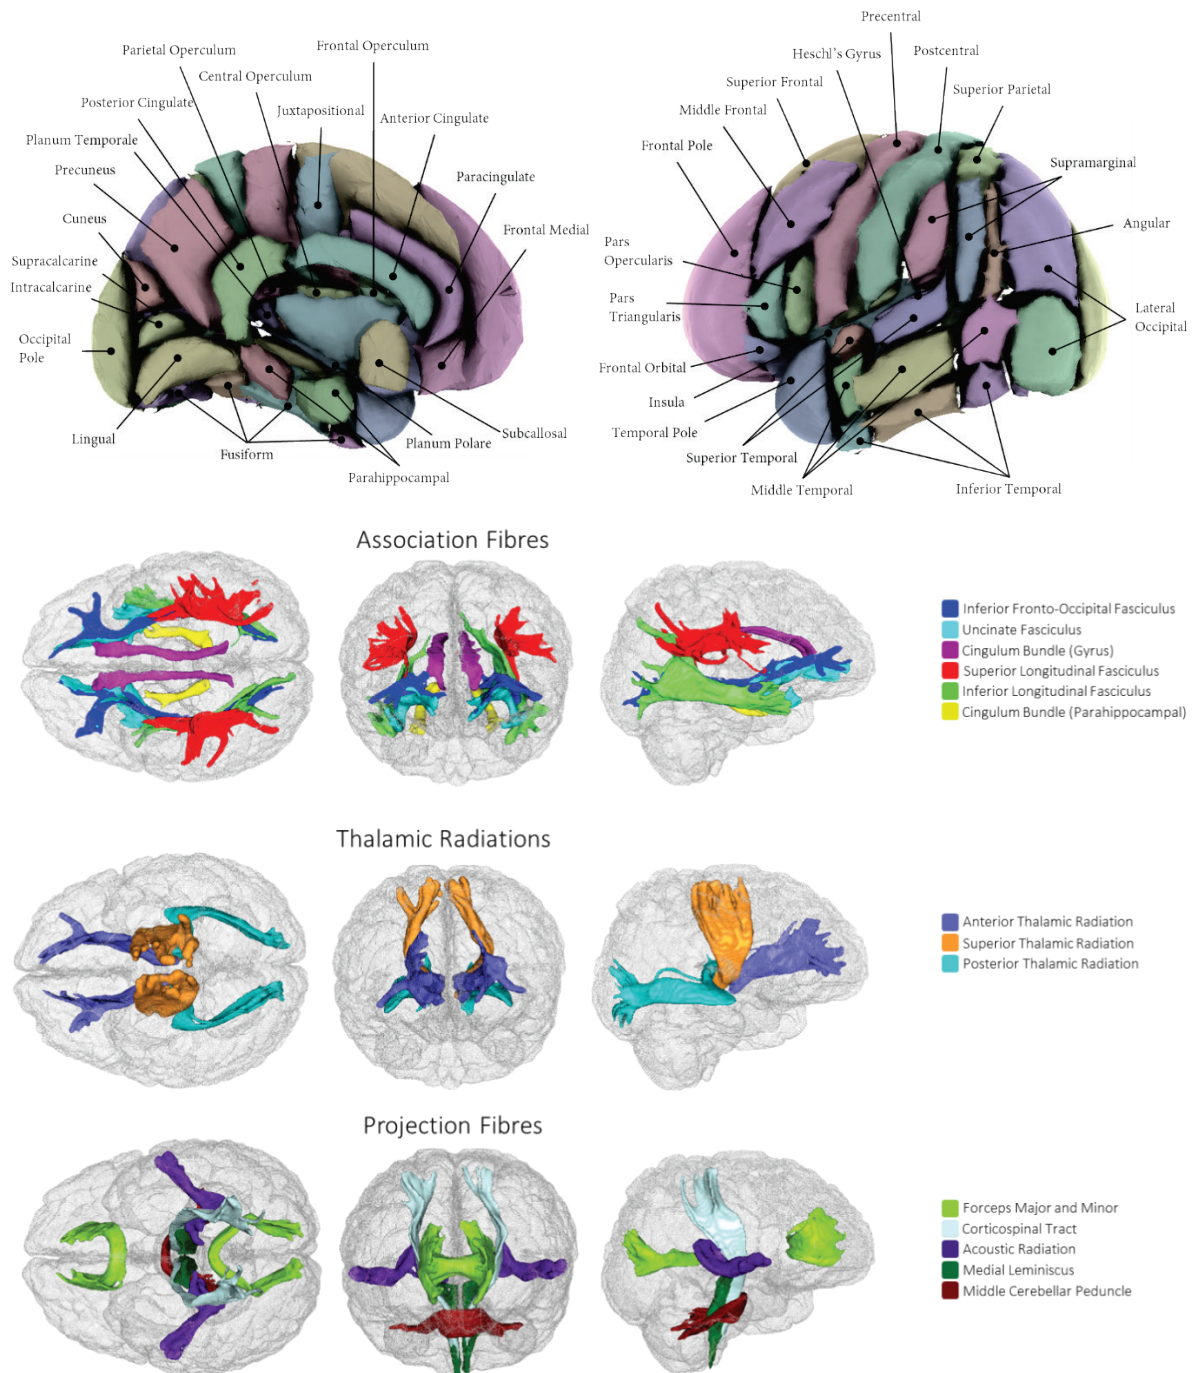 Parietal Operculum
Frontal Operculum
Central Operculum
Posterior Cingulate
Juxtapositional
Anterior Cingulate
Planum Temporale
Precuneus
Paracingulate
Cuneus
Frontal Medial
Supracalcarine
Intracalcarine
Occipital
Pole
Lingual
Fusiform
Parahippocampal
Planum Polare
Subcallosal
Precentral
Heschl's Gyrus
Postcentral
Superior Frontal
Superior Parietal
Middle Frontal
Frontal Pole
Supramarginal
Angular
Pars
Opercularis
Pars
Triangularis
Lateral
Occipital
Frontal Orbital
Insula
Temporal Pole
Superior Temporal
Middle Temporal
Inferior Temporal
Association Fibres
Inferior Fronto-Occipital Fasciculus
Uncinate Fasciculus
Cingulum Bundle (Gyrus)
Superior Longitudinal Fasciculus
Inferior Longitudinal Fasciculus
Cingulum Bundle (Parahippocampal)
Thalamic Radiations
Anterior Thalamic Radiation
Superior Thalamic Radiation
Posterior Thalamic Radiation
Projection Fibres
Forceps Major and Minor
Corticospinal Tract
Acoustic Radiation
Medial Leminiscus
Middle Cerebellar Peduncle